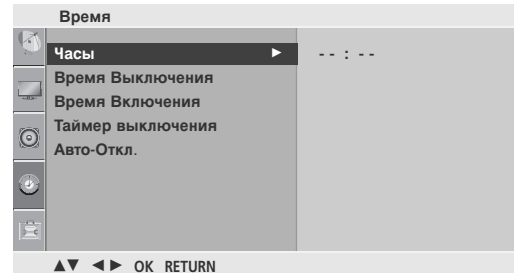 Время
Часы ► - - : - -
Время Выключения
Время Включения
Таймер выключения
Авто-Откл.
▲▼ ◄► OK RETURN